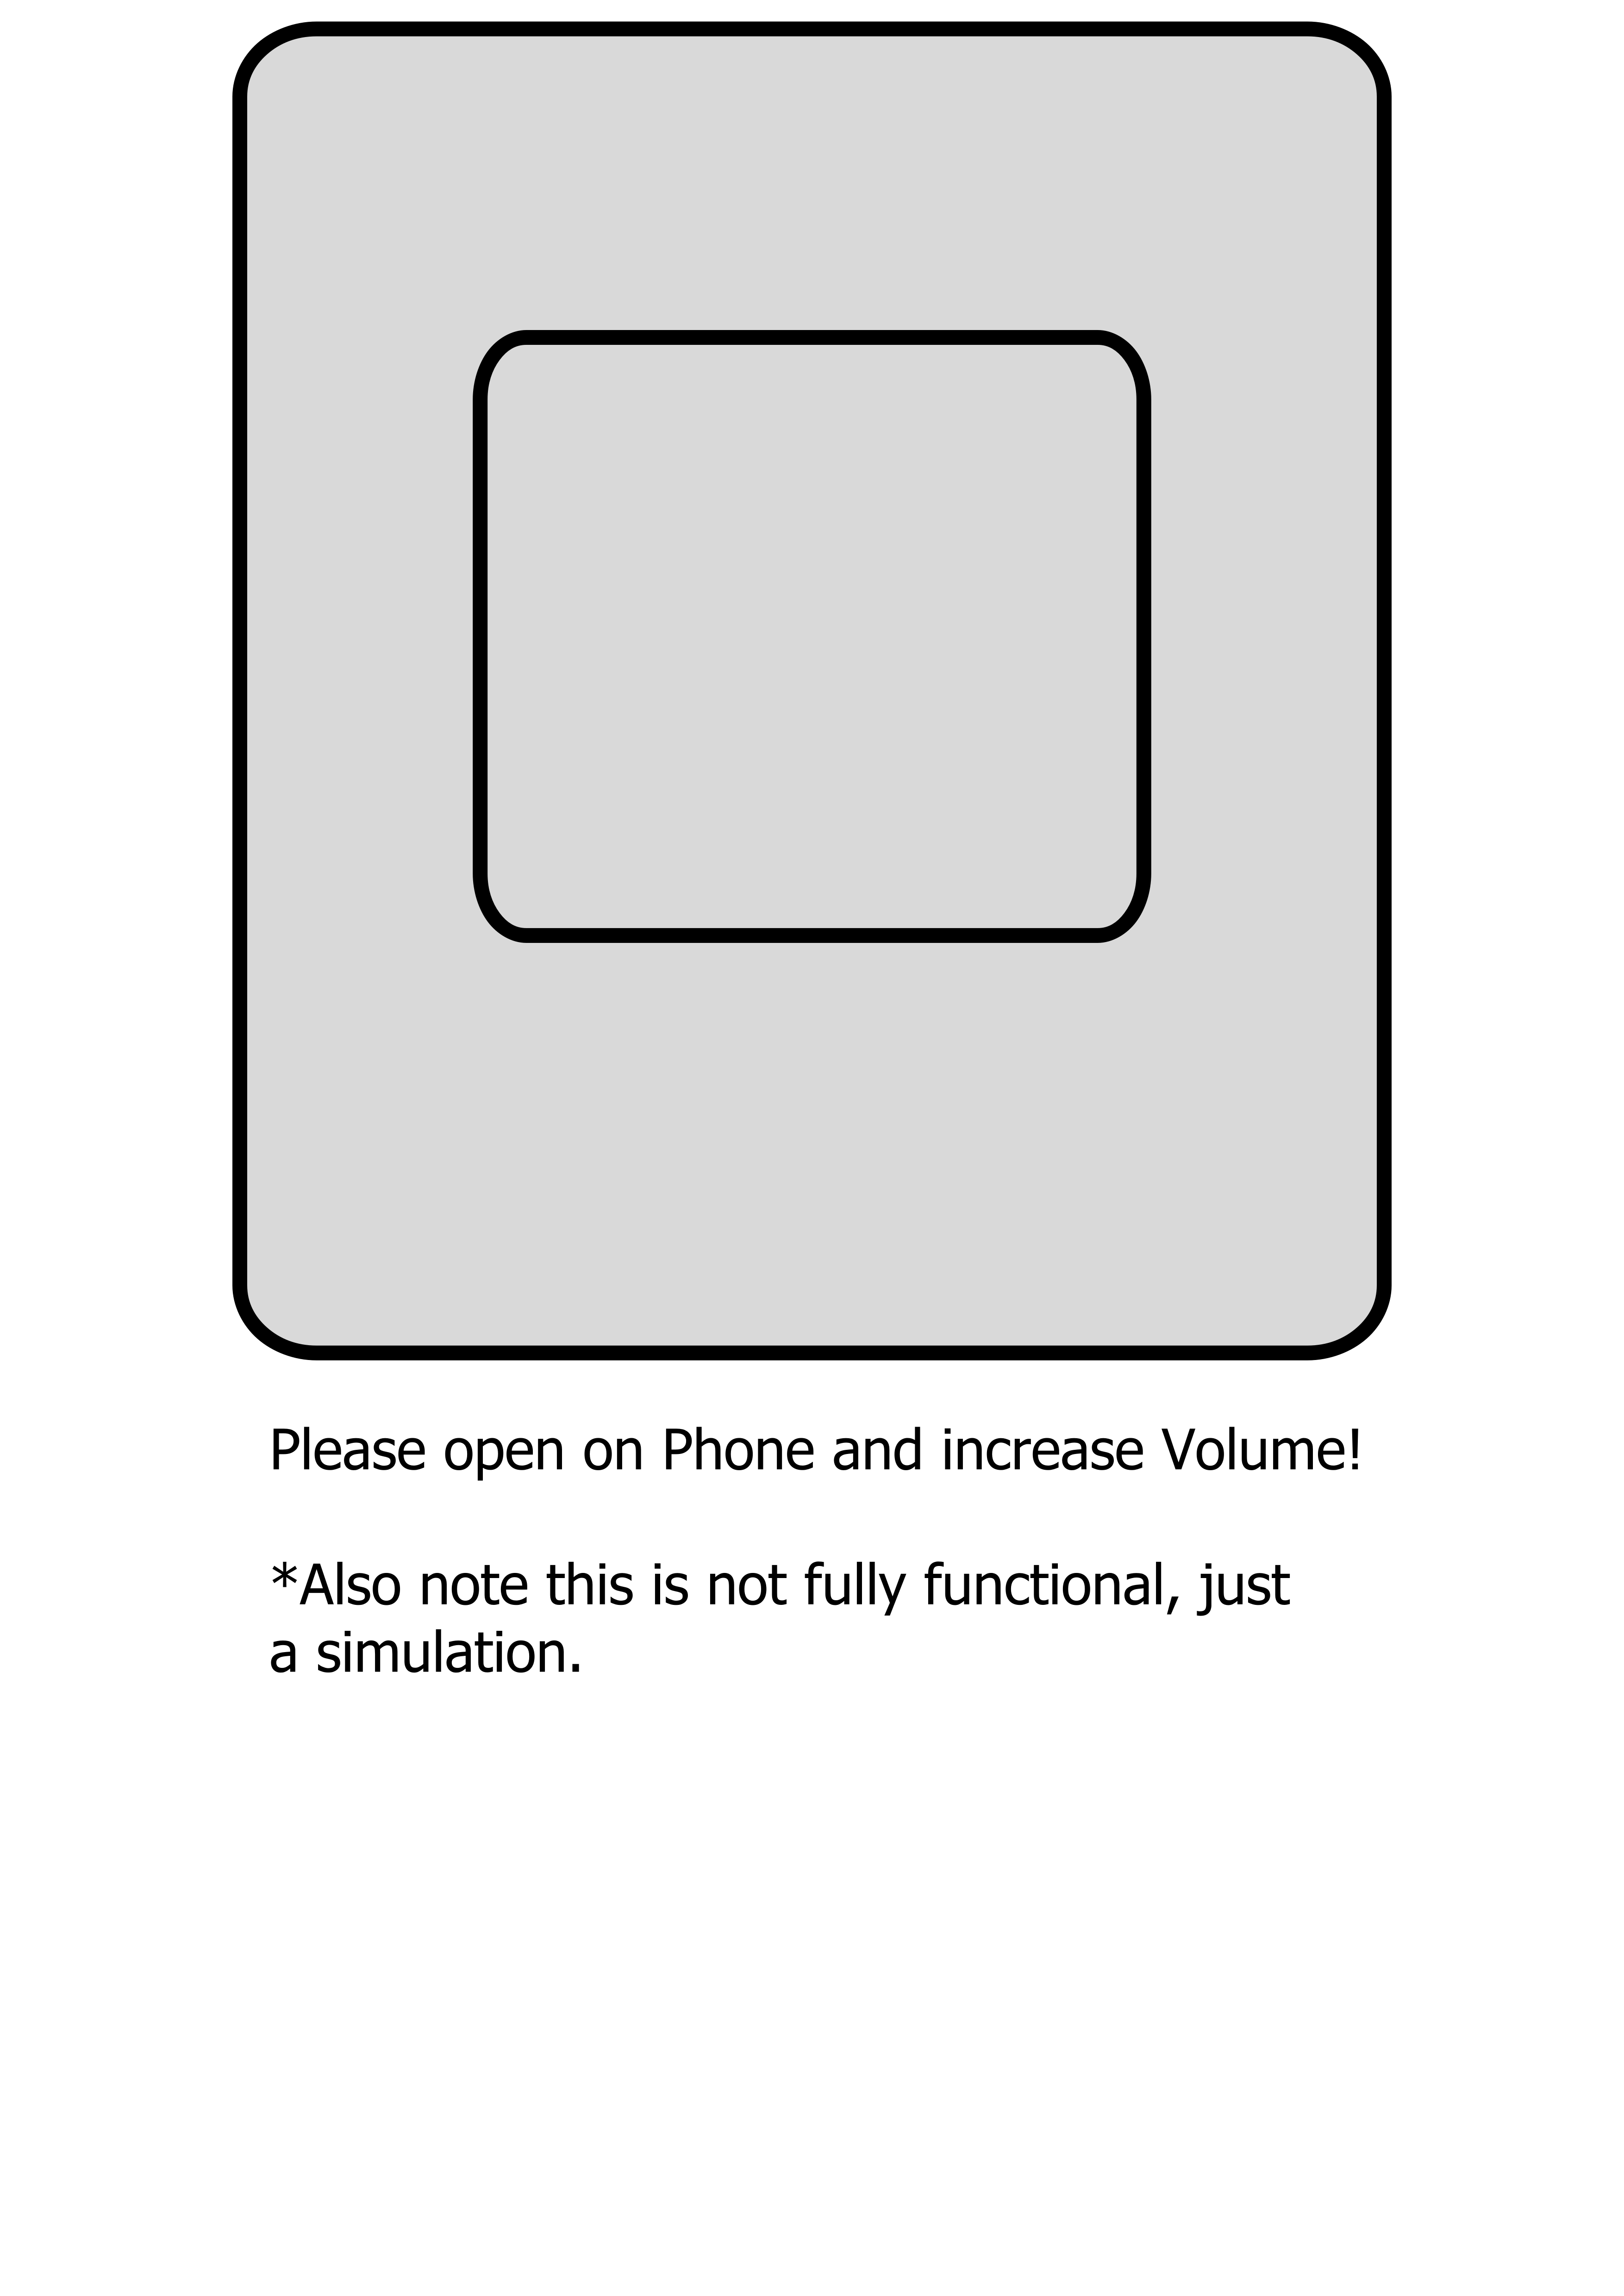 Please open on Phone and increase Volume!
*Also note this is not fully functional, just
a simulation.